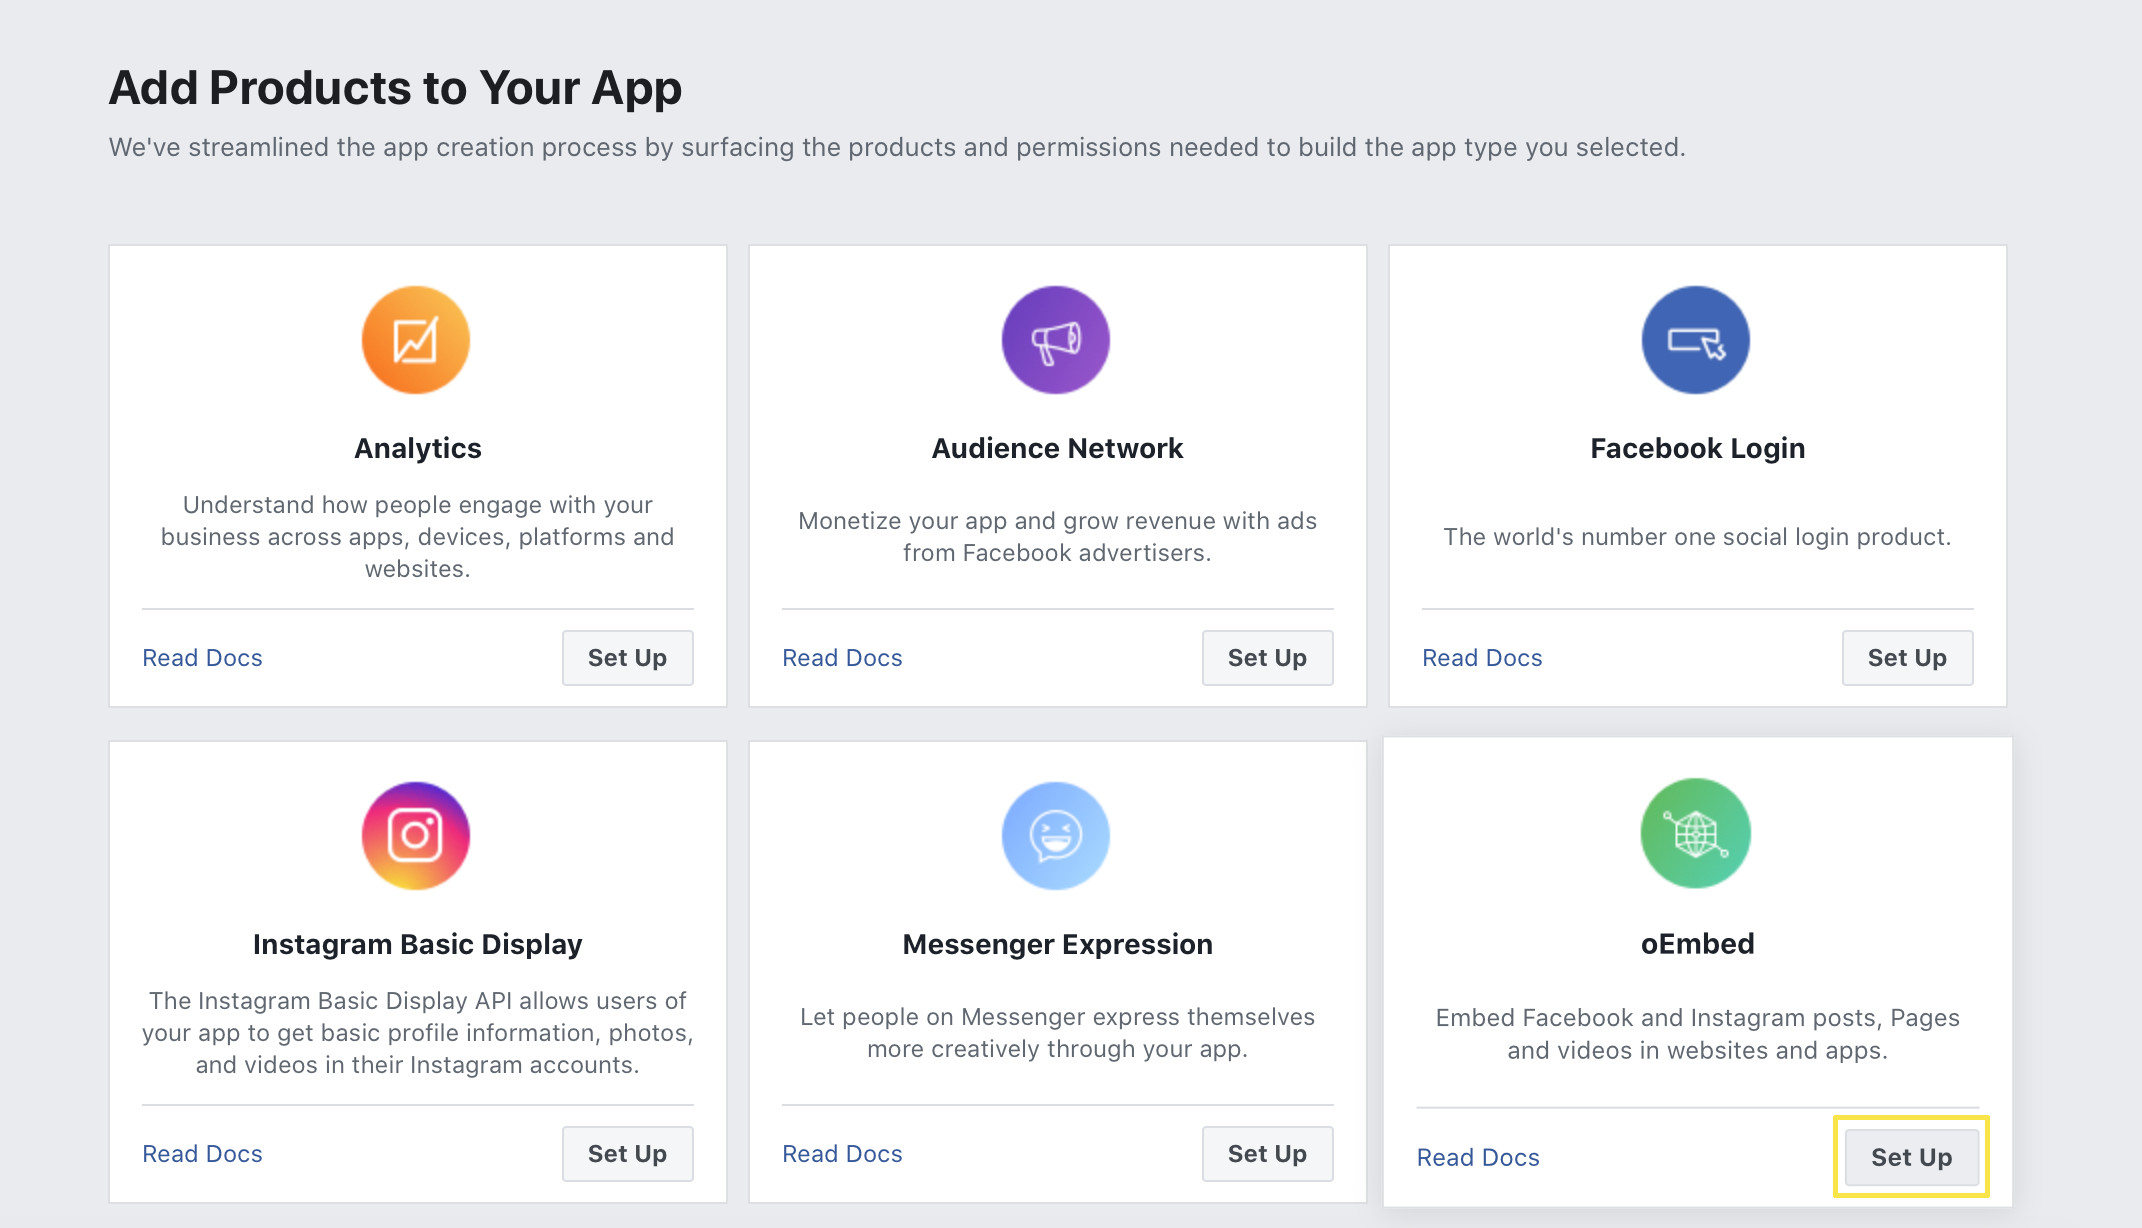 Add Products to Your App
We've streamlined the app creation process by surfacing the products and permissions needed to build the app type you selected.
Analytics
Understand how people engage with your
business across apps, devices, platforms and
websites.
Read Docs
Set Up
Audience Network
Monetize your app and grow revenue with ads
from Facebook advertisers.
Read Docs
Set Up
Facebook Login
The world's number one social login product.
Read Docs
Set Up
Instagram Basic Display
The Instagram Basic Display API allows users of
your app to get basic profile information, photos,
and videos in their Instagram accounts.
Read Docs
Set Up
Messenger Expression
Let people on Messenger express themselves
more creatively through your app.
Read Docs
Set Up
oEmbed
Embed Facebook and Instagram posts, Pages
and videos in websites and apps.
Read Docs
Set Up